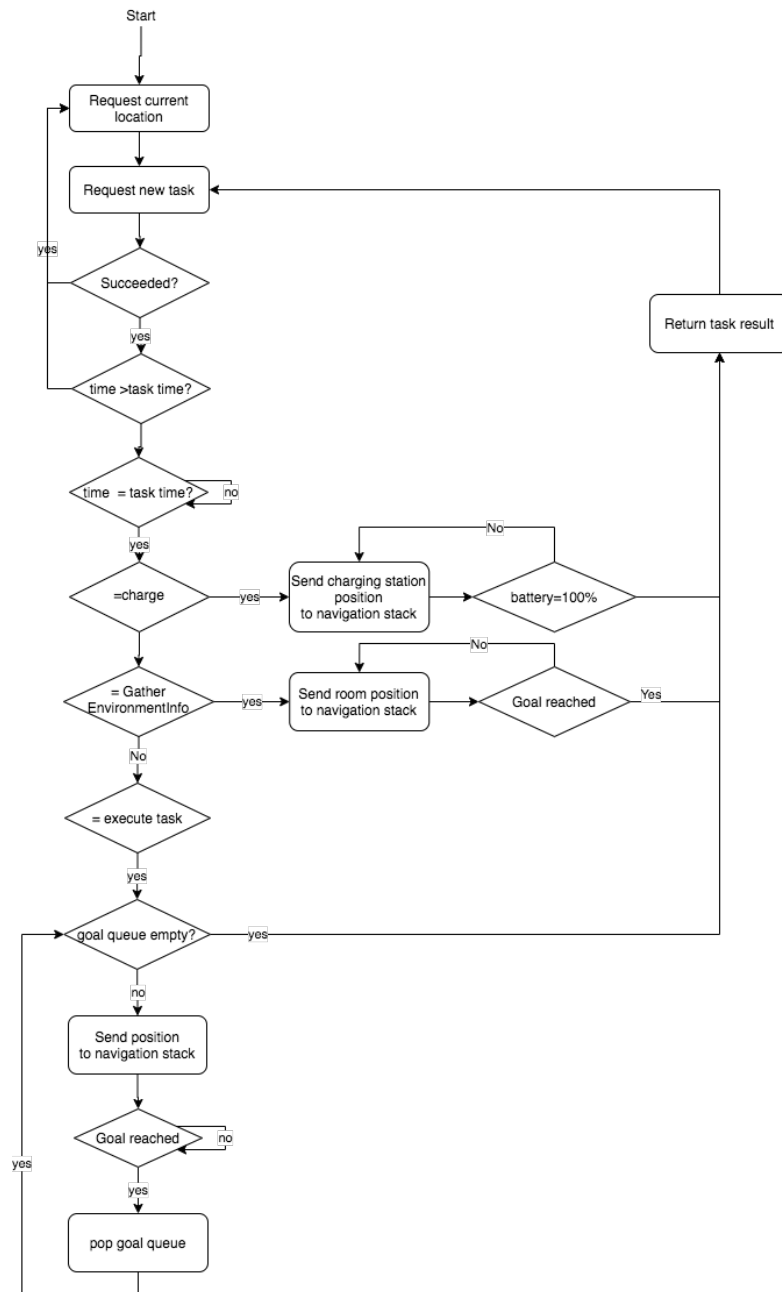 Start
Request current
location
Request new task
yes
Succeeded?
Return task result
yes
time >task time?
time = task time?
no
yes
No
=charge
yes
Send charging station
position
to navigation stack
battery=100%
No
= Gather
EnvironmentInfo
yes
Send room position
to navigation stack
Goal reached
Yes
No
= execute task
yes
goal queue empty?
yes
no
Send position
to navigation stack
Goal reached
no
yes
yes
pop goal queue